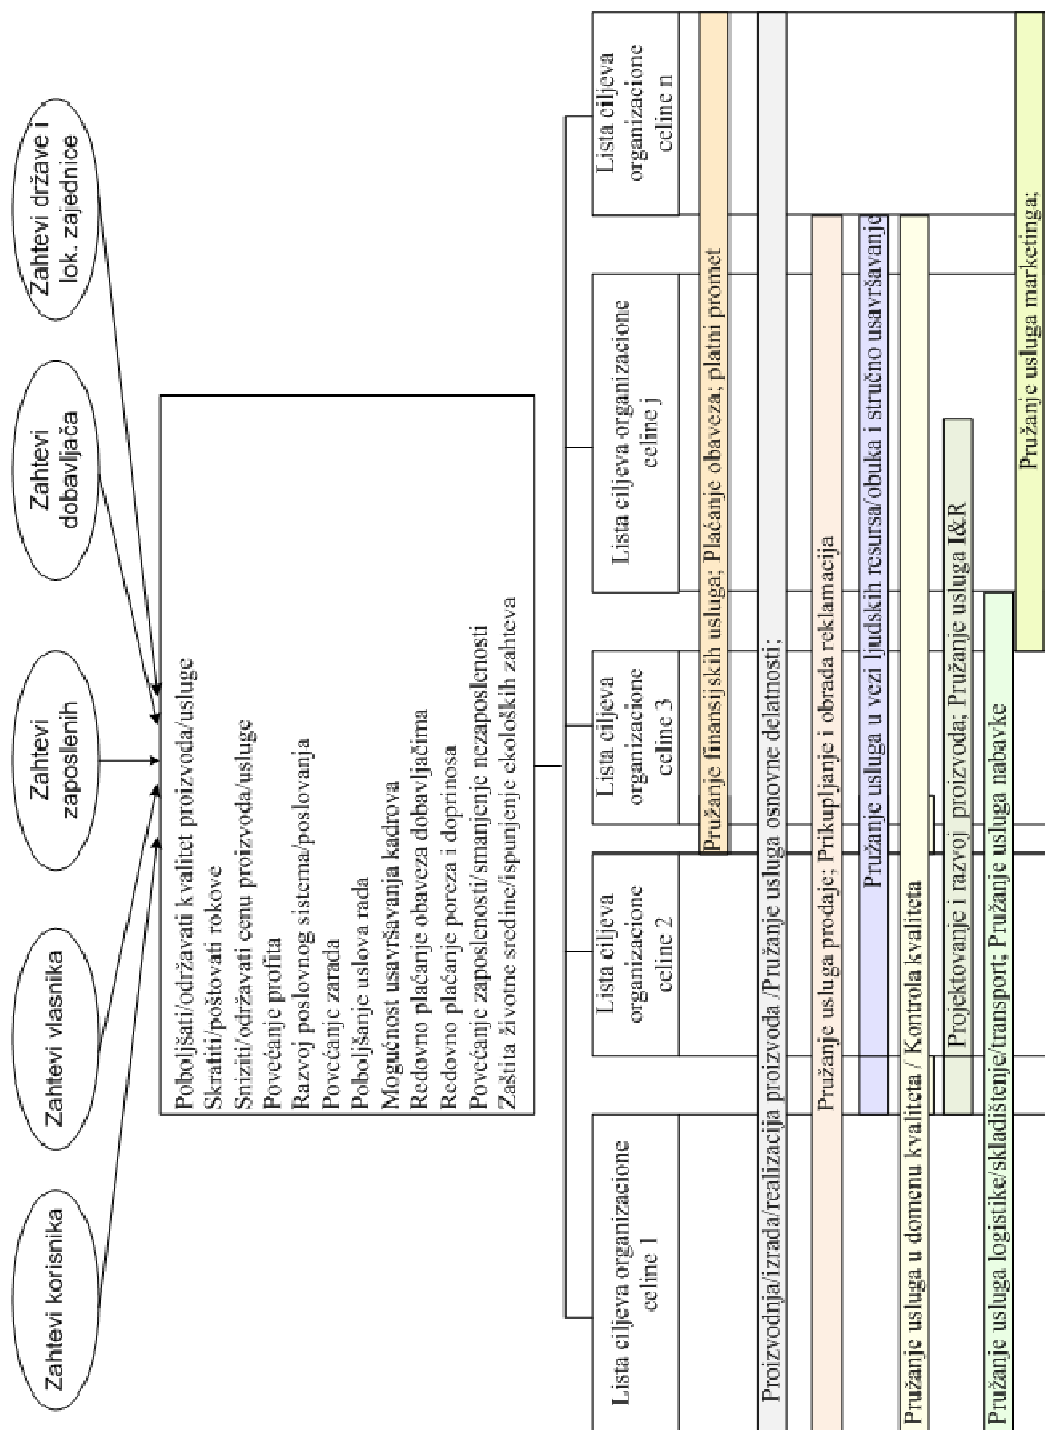 Zahtevi korisnika
Zahtevi vlasnika
Zahtevi
zaposlenih
Zahtevi
dobavljača
Zahtevi države i
lok. zajednice
Poboljšati/održavati kvalitet proizvoda/usluge
Skratiti/poštovati rokove
Sniziti/održavati cenu proizvoda/usluge
Povećanje profita
Razvoj poslovnog sistema/poslovanja
Povećanje zarada
Poboljšanje uslova rada
Mogućnost usavršavanja kadrova
Redovno plaćanje obaveza dobavljačima
Redovno plaćanje poreza i doprinosa
Povećanje zaposlenosti/smanjenje nezaposlenosti
Zaštita životne sredine/ispunjenje ekoloških zahteva
Lista ciljeva organizacione
celine 1
Lista ciljeva
organizacione
celine 2
Lista ciljeva
organizacione
celine 3
Lista ciljeva organizacione
celine j
Lista ciljeva
organizacione
celine n
Pružanje finansijskih usluga; Plaćanje obaveza; platni promet
Proizvodnja/izrada/realizacija proizvoda /Pružanje usluga osnovne delatnosti;
Pružanje usluga prodaje; Prikupljanje i obrada reklamacija
Pružanje usluga u vezi ljudskih resursa/obuka i stručno usavršavanje
Pružanje usluga u domenu kvaliteta / Kontrola kvaliteta
Projektovanje i razvoj proizvoda; Pružanje usluga I&R
Pružanje usluga logistike/skladištenje/transport; Pružanje usluga nabavke
Pružanje usluga marketinga;